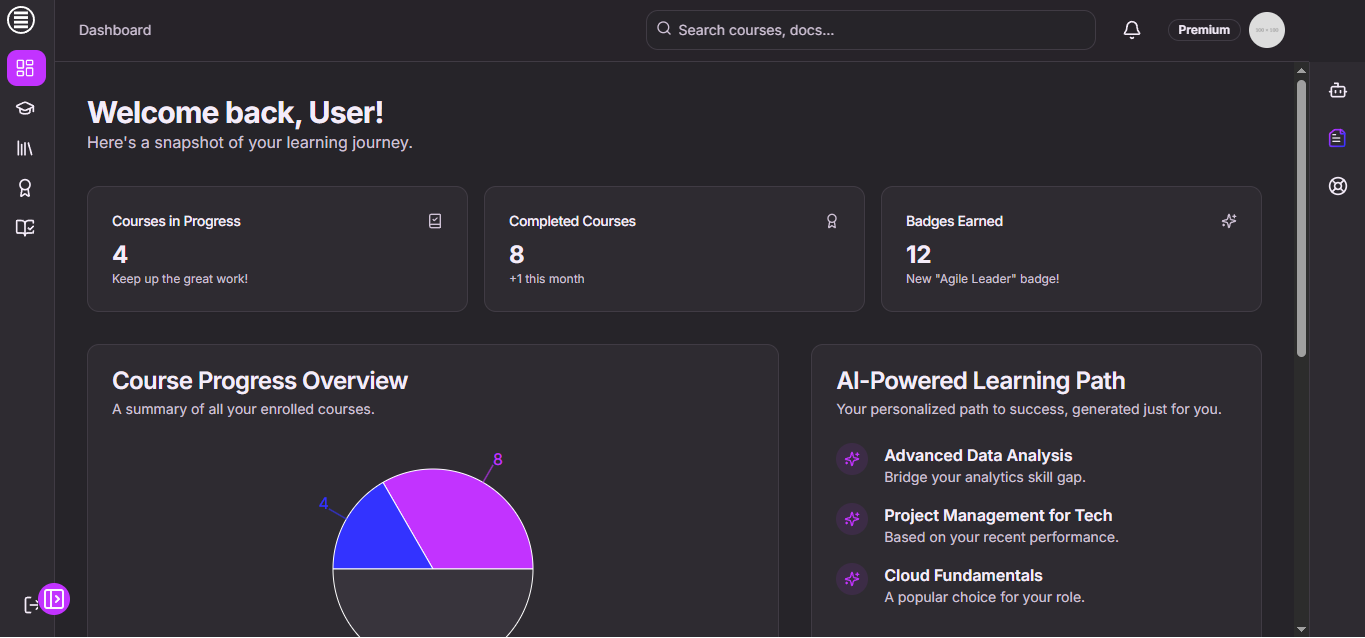 Dashboard
Search courses, docs...
Premium
Welcome back, User!
Here's a snapshot of your learning journey.
Courses in Progress
4
Keep up the great work!
Completed Courses
8
+1 this month
Badges Earned
12
New "Agile Leader" badge!
Course Progress Overview
A summary of all your enrolled courses.
8
4
AI-Powered Learning Path
Your personalized path to success, generated just for you.
Advanced Data Analysis
Bridge your analytics skill gap.
Project Management for Tech
Based on your recent performance.
Cloud Fundamentals
A popular choice for your role.